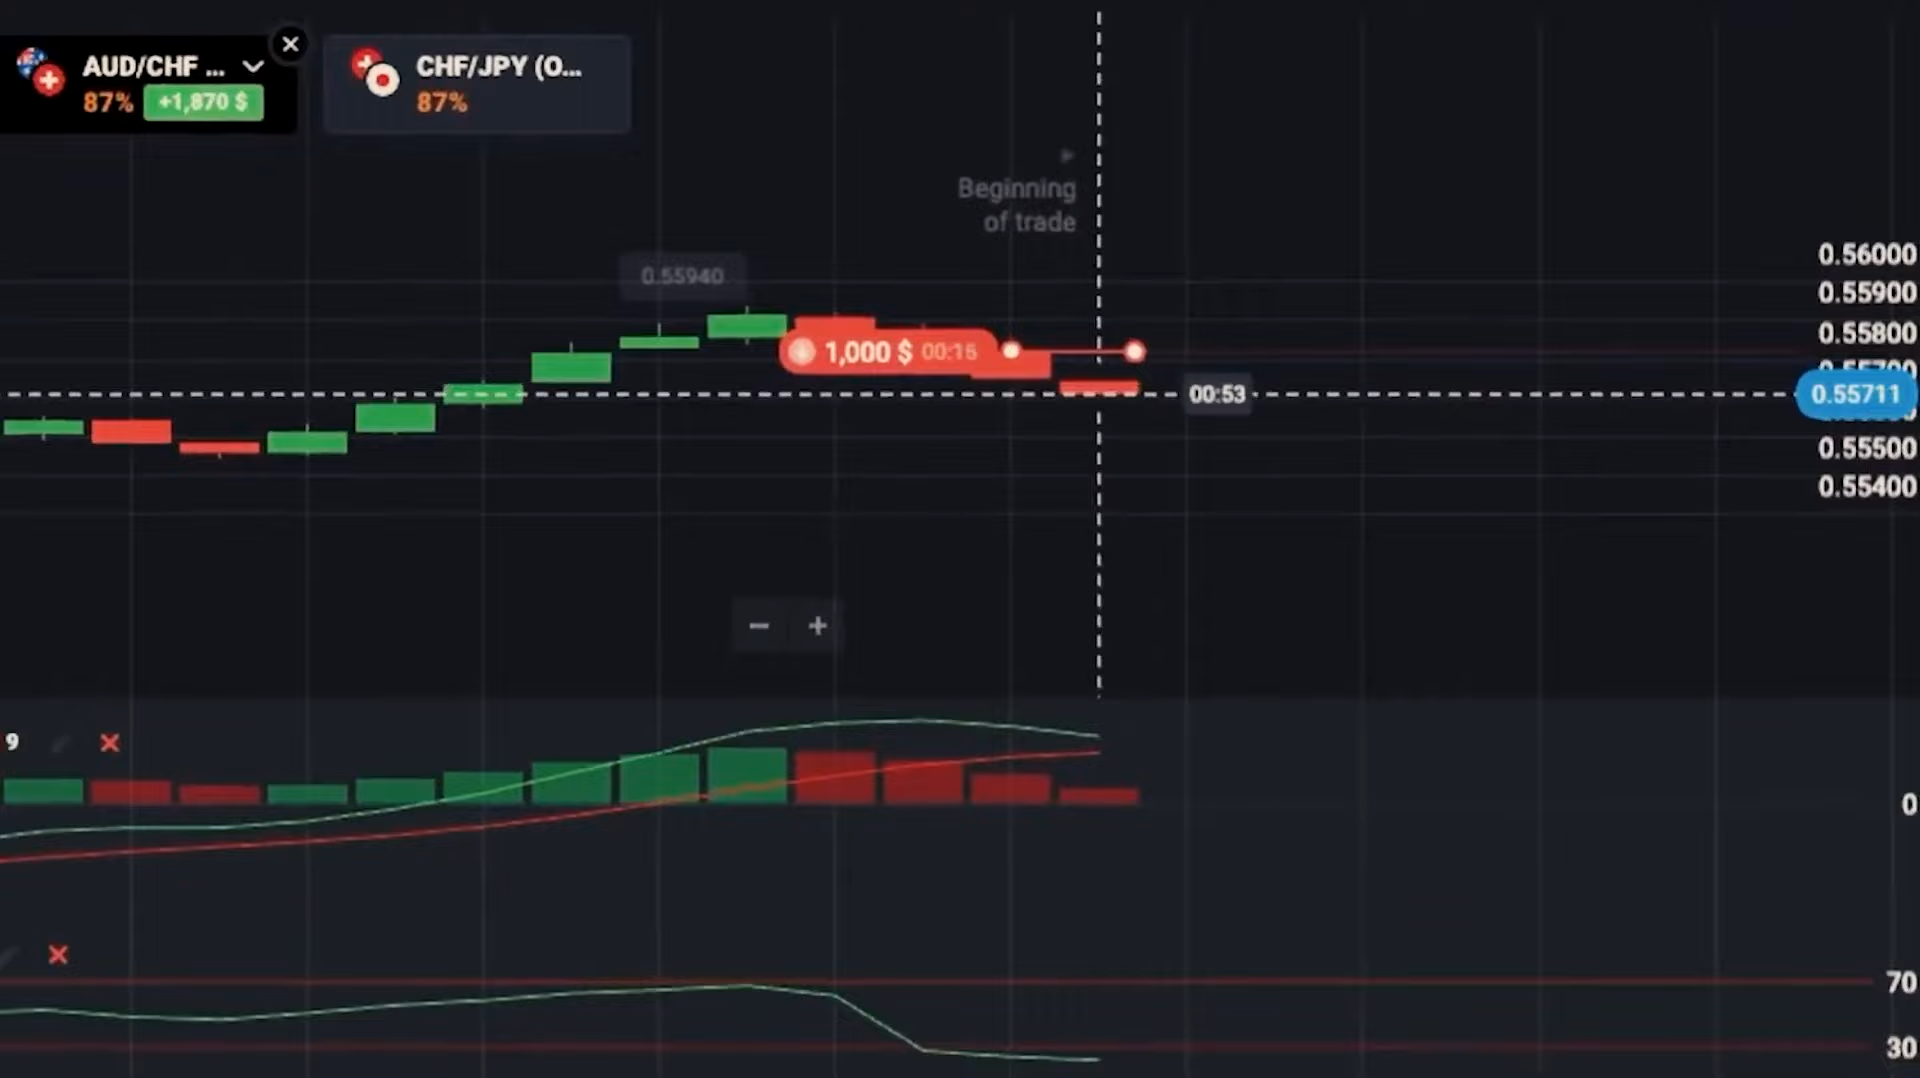 AUD/CHF ...
87% +1,870 $
CHF/JPY (O...
87%
Beginning
of trade
0.55940
1,000 $ 00:16
00:53
0.56000
0.55900
0.55800
0.55711
0.55500
0.55400
9
0
70
30